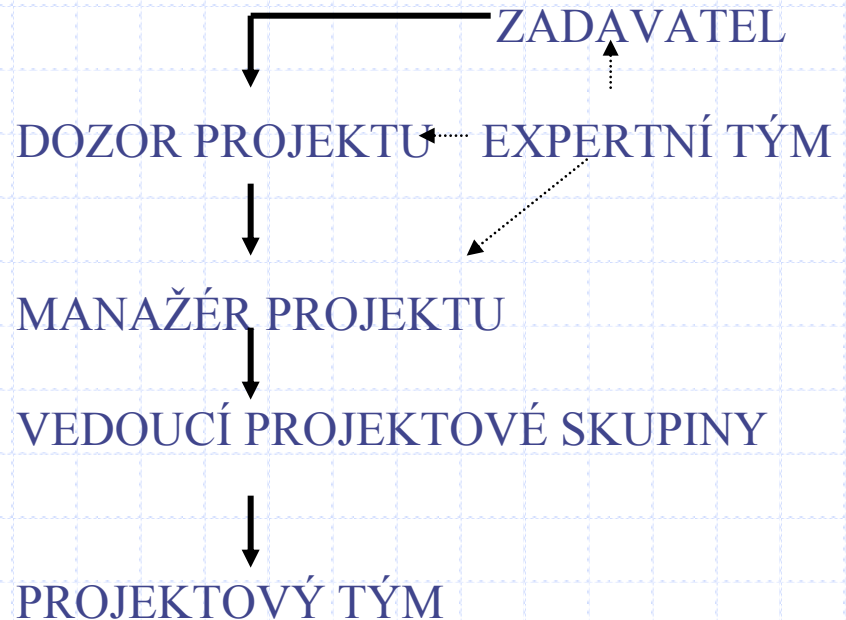 ZADAVATEL
DOZOR PROJEKTU EXPERTNÍ TÝM
MANAŽÉR PROJEKTU
VEDOUCÍ PROJEKTOVÉ SKUPINY
PROJEKTOVÝ TÝM